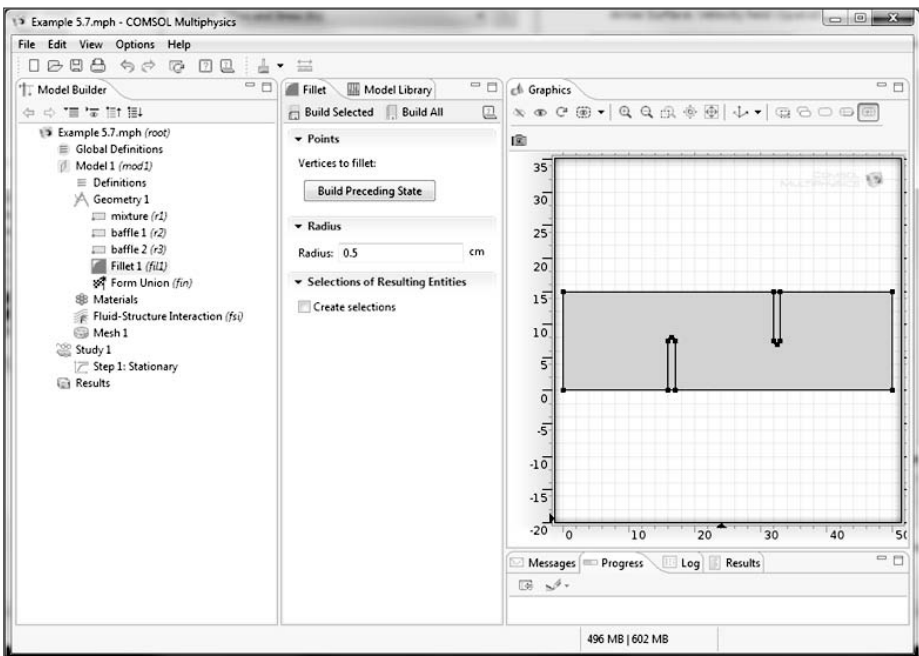 Example 5.7.mph - COMSOL Multiphysics
File Edit View Options Help
Model Builder
Example 5.7.mph (root)
Global Definitions
Model 1 (mod1)
Definitions
Geometry 1
mixture (r1)
baffle 1 (r2)
baffle 2 (r3)
Fillet 1 (fil1)
Form Union (fin)
Materials
Fluid-Structure Interaction (fsi)
Mesh 1
Study 1
Step 1: Stationary
Results
Fillet Model Library
Build Selected Build All
Points
Vertices to fillet:
Build Preceding State
Radius
Radius: 0.5 cm
Selections of Resulting Entities
Create selections
Graphics
COMSOL
MULTIPHYSICS
35
30
25
20
15
10
5
0
-5
-10
-15
-20
0 10 20 30 40 50
Messages Progress Log Results
496 MB | 602 MB